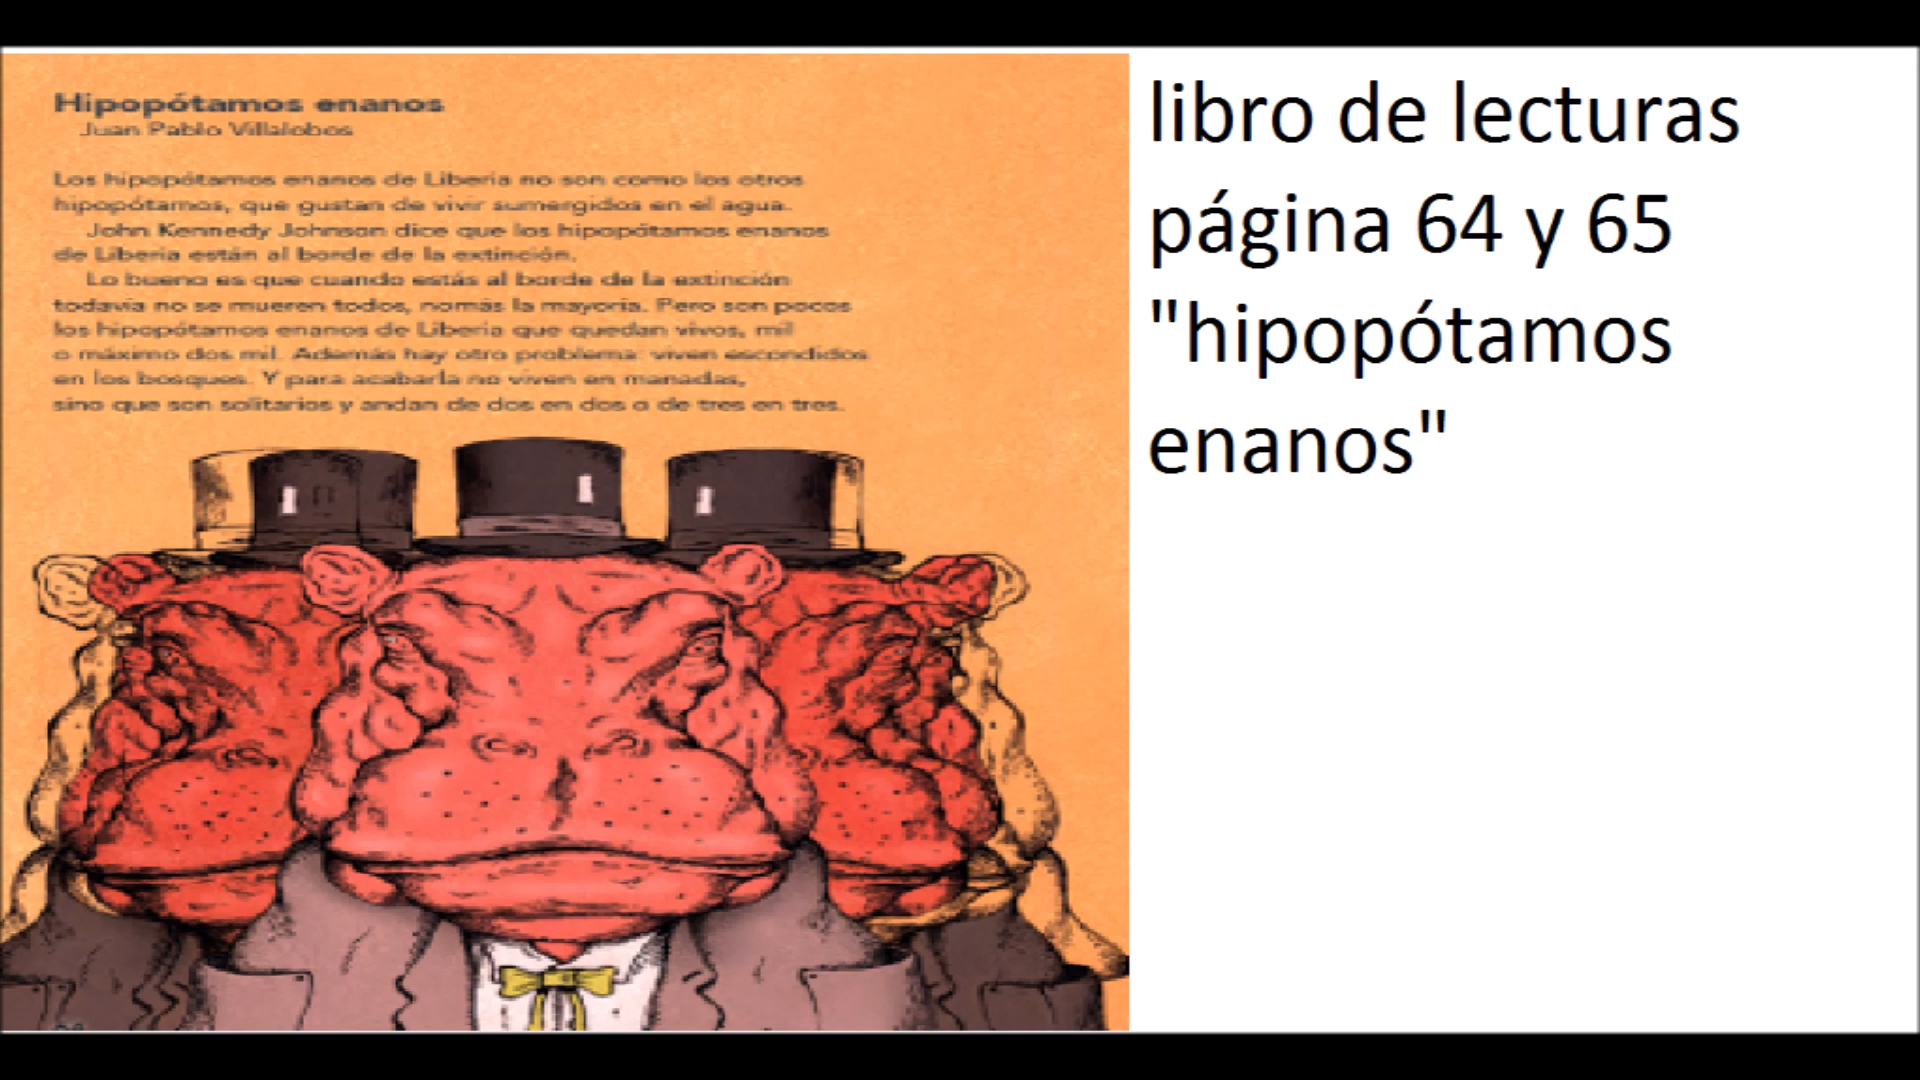 Hipopótamos enanos
Juan Pablo Villalobos
Los hipopótamos enanos de Liberia no son como los otros
hipopótamos, que gustan de vivir sumergidos en el agua.
John Kennedy Johnson dice que los hipopótamos enanos
de Liberia están al borde de la extinción.
Lo bueno es que cuando estás al borde de la extinción
todavía no se mueren todos, nomás la mayoría. Pero son pocos
los hipopótamos enanos de Liberia que quedan vivos, mil
o máximo dos mil. Además hay otro problema: viven escondidos
en los bosques. Y para acabarla no viven en manadas,
sino que son solitarios y andan de dos en dos o de tres en tres.
libro de lecturas
página 64 y 65
"hipopótamos
enanos"